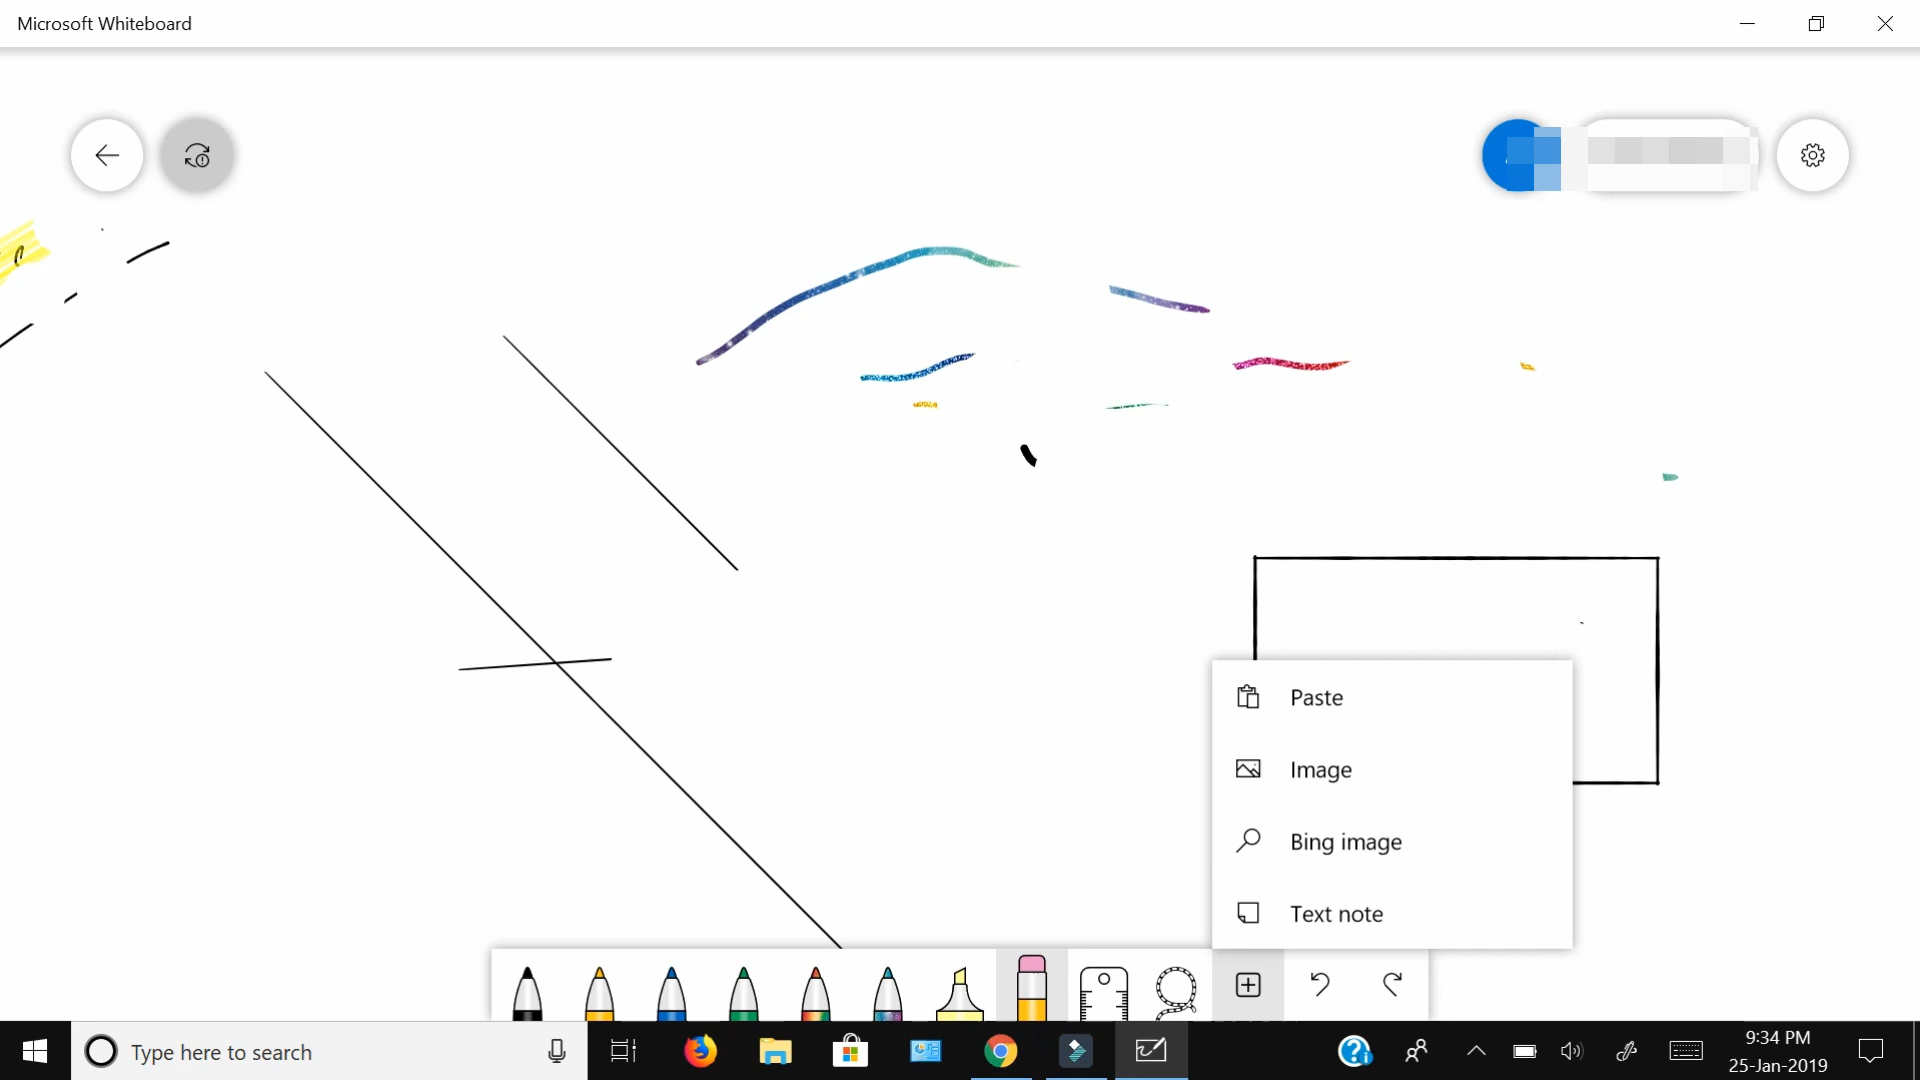 Microsoft Whiteboard
Paste
Image
Bing image
Text note
Type here to search
9:34 PM
25-Jan-2019